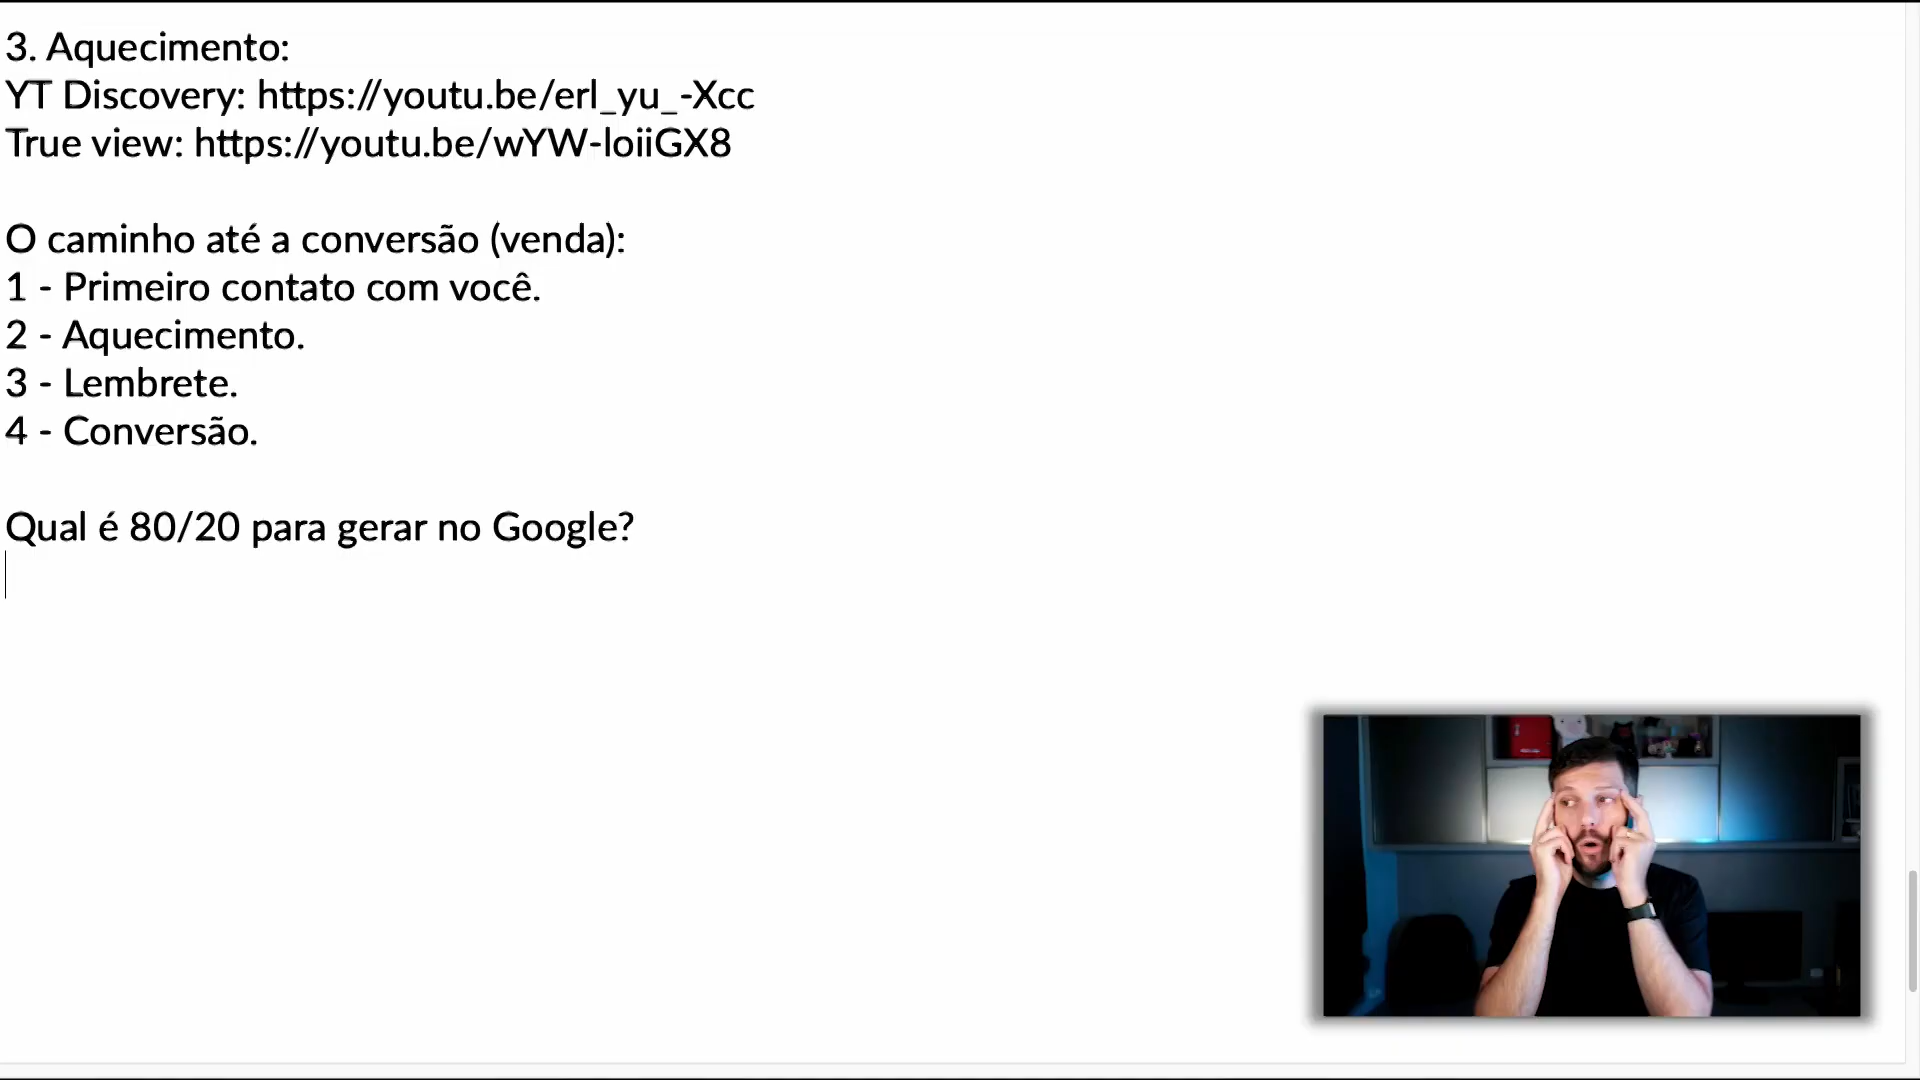 3. Aquecimento:
YT Discovery: https://youtu.be/erl_yu_-Xcc
True view: https://youtu.be/wYW-loiiGX8
O caminho até a conversão (venda):
1 - Primeiro contato com você.
2 - Aquecimento.
3 - Lembrete.
4 - Conversão.
Qual é 80/20 para gerar no Google?